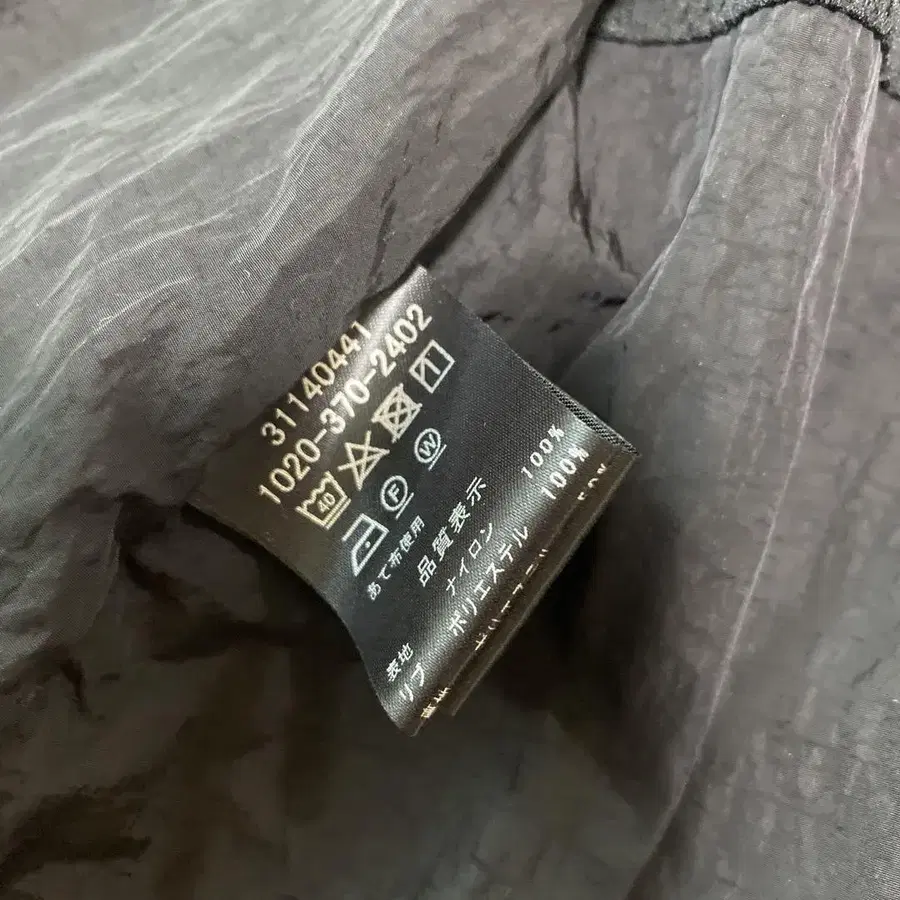 31140441
1020-370-2402
40
F W
あて布使用
品質表示
表地 ナイロン 100%
リブ ポリエステル 100%